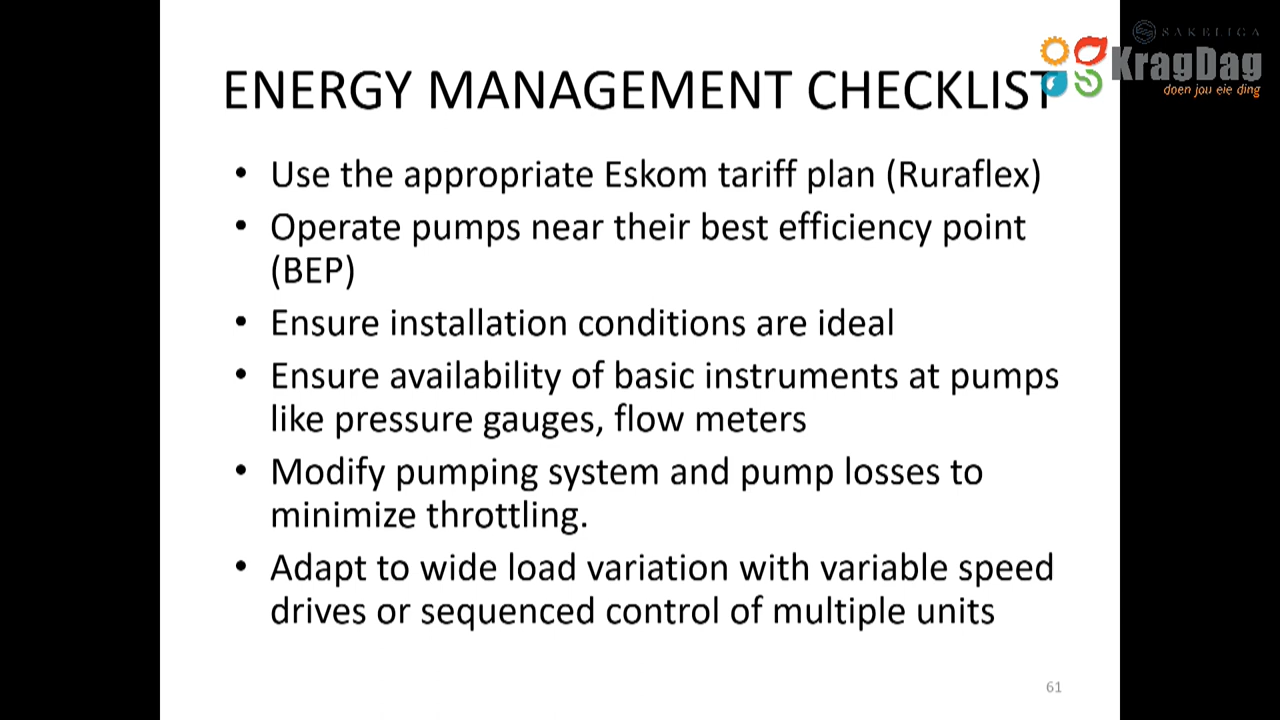 ENERGY MANAGEMENT CHECKLIST
SAKELIGA
KragDag
doen jou eie ding
• Use the appropriate Eskom tariff plan (Ruraflex)
• Operate pumps near their best efficiency point
(BEP)
• Ensure installation conditions are ideal
• Ensure availability of basic instruments at pumps
like pressure gauges, flow meters
• Modify pumping system and pump losses to
minimize throttling.
• Adapt to wide load variation with variable speed
drives or sequenced control of multiple units
61